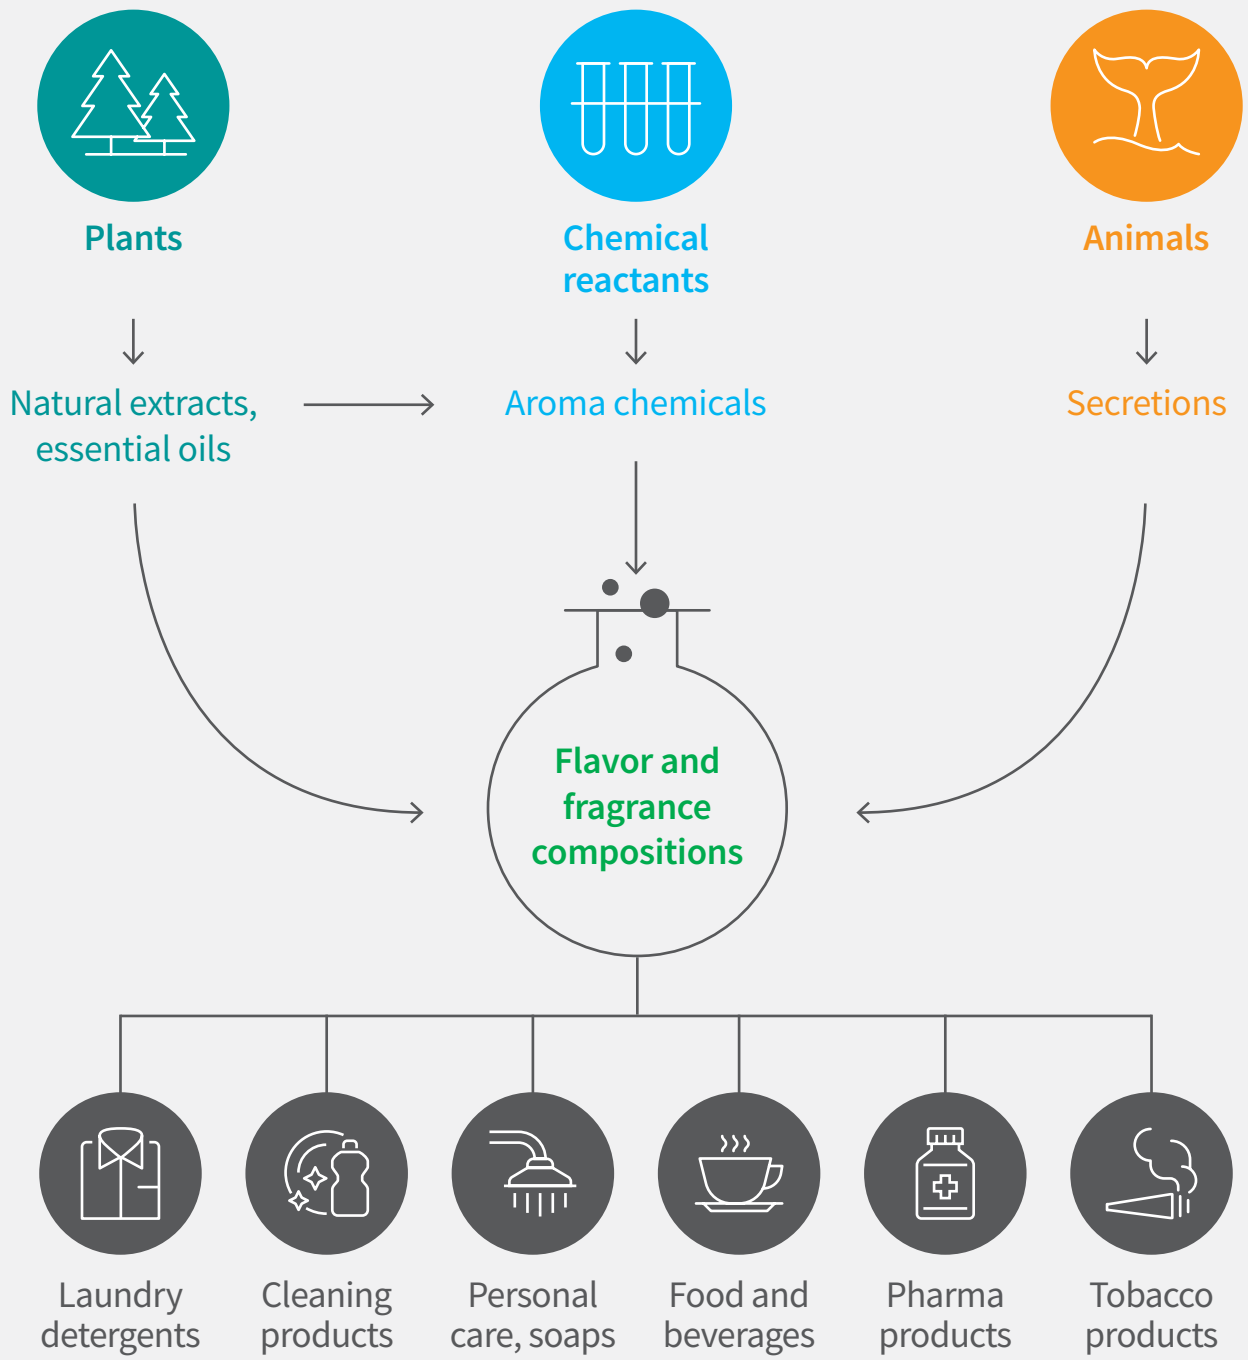 Plants
Chemical
reactants
Animals
Natural extracts,
essential oils
Aroma chemicals
Secretions
Flavor and
fragrance
compositions
Laundry
detergents
Cleaning
products
Personal
care, soaps
Food and
beverages
Pharma
products
Tobacco
products